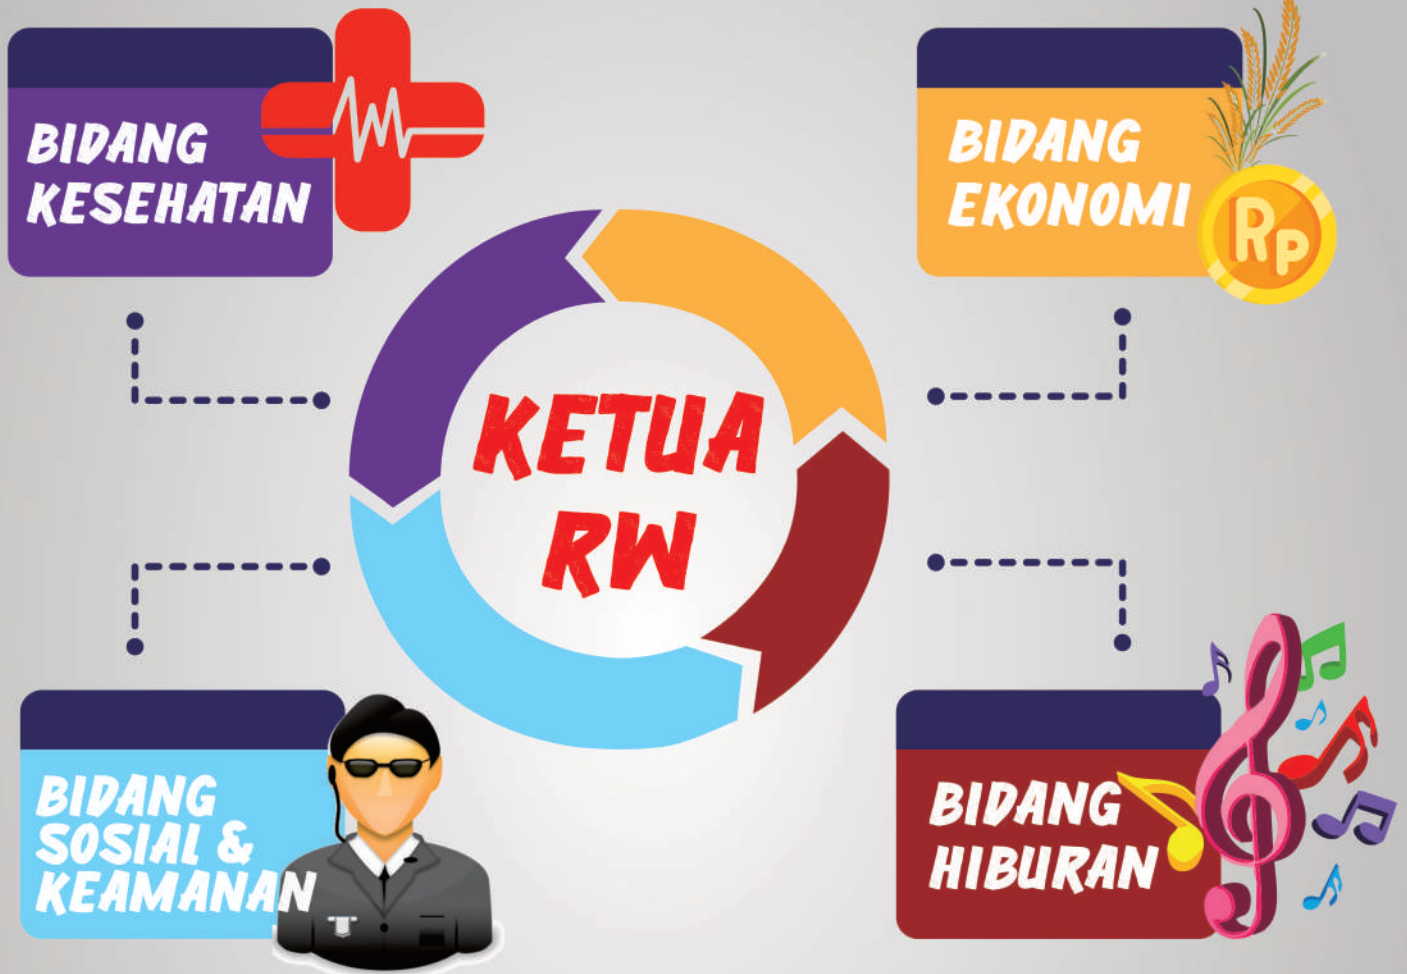 BIDANG
KESEHATAN
BIDANG
EKONOMI
RP
KETUA
RW
BIDANG
SOSIAL &
KEAMANAN
BIDANG
HIBURAN